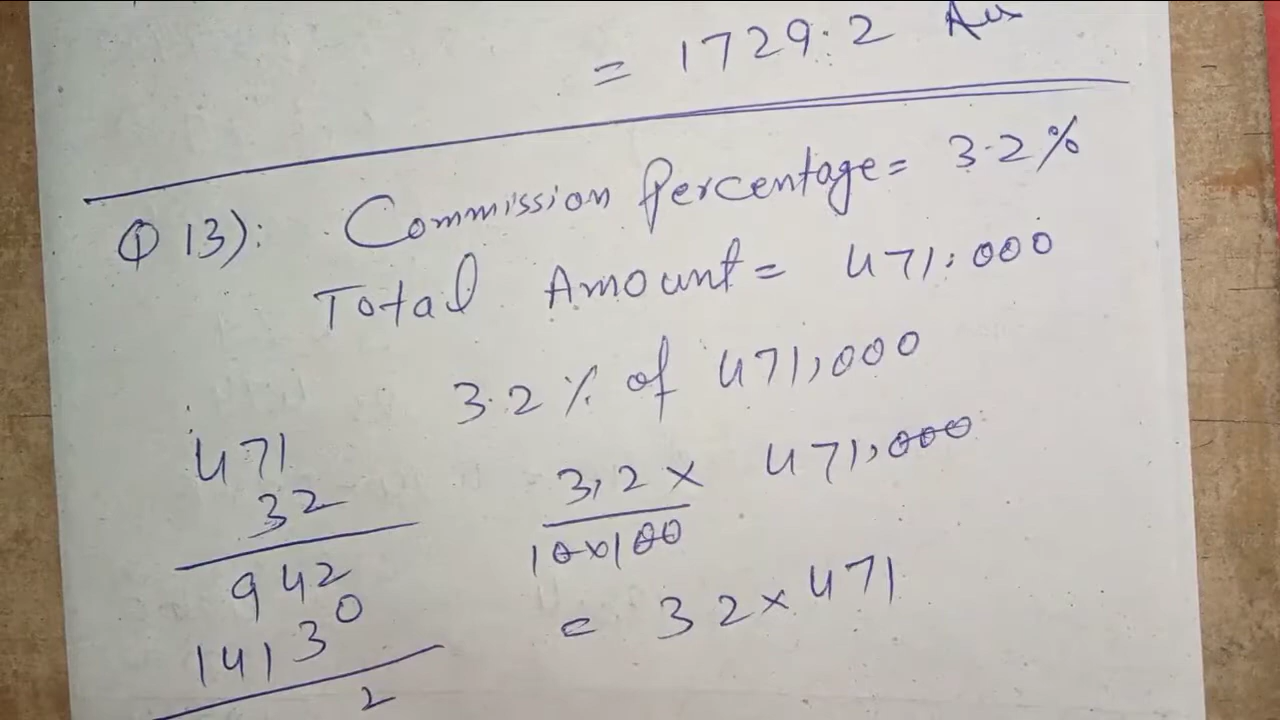 = 1729.2 Ans
Q 13): Commission Percentage = 3.2%
Total Amount = 471,000
3.2% of 471,000
3.2 × 471,000
10×100
= 32×471
471
32
942
14130
2